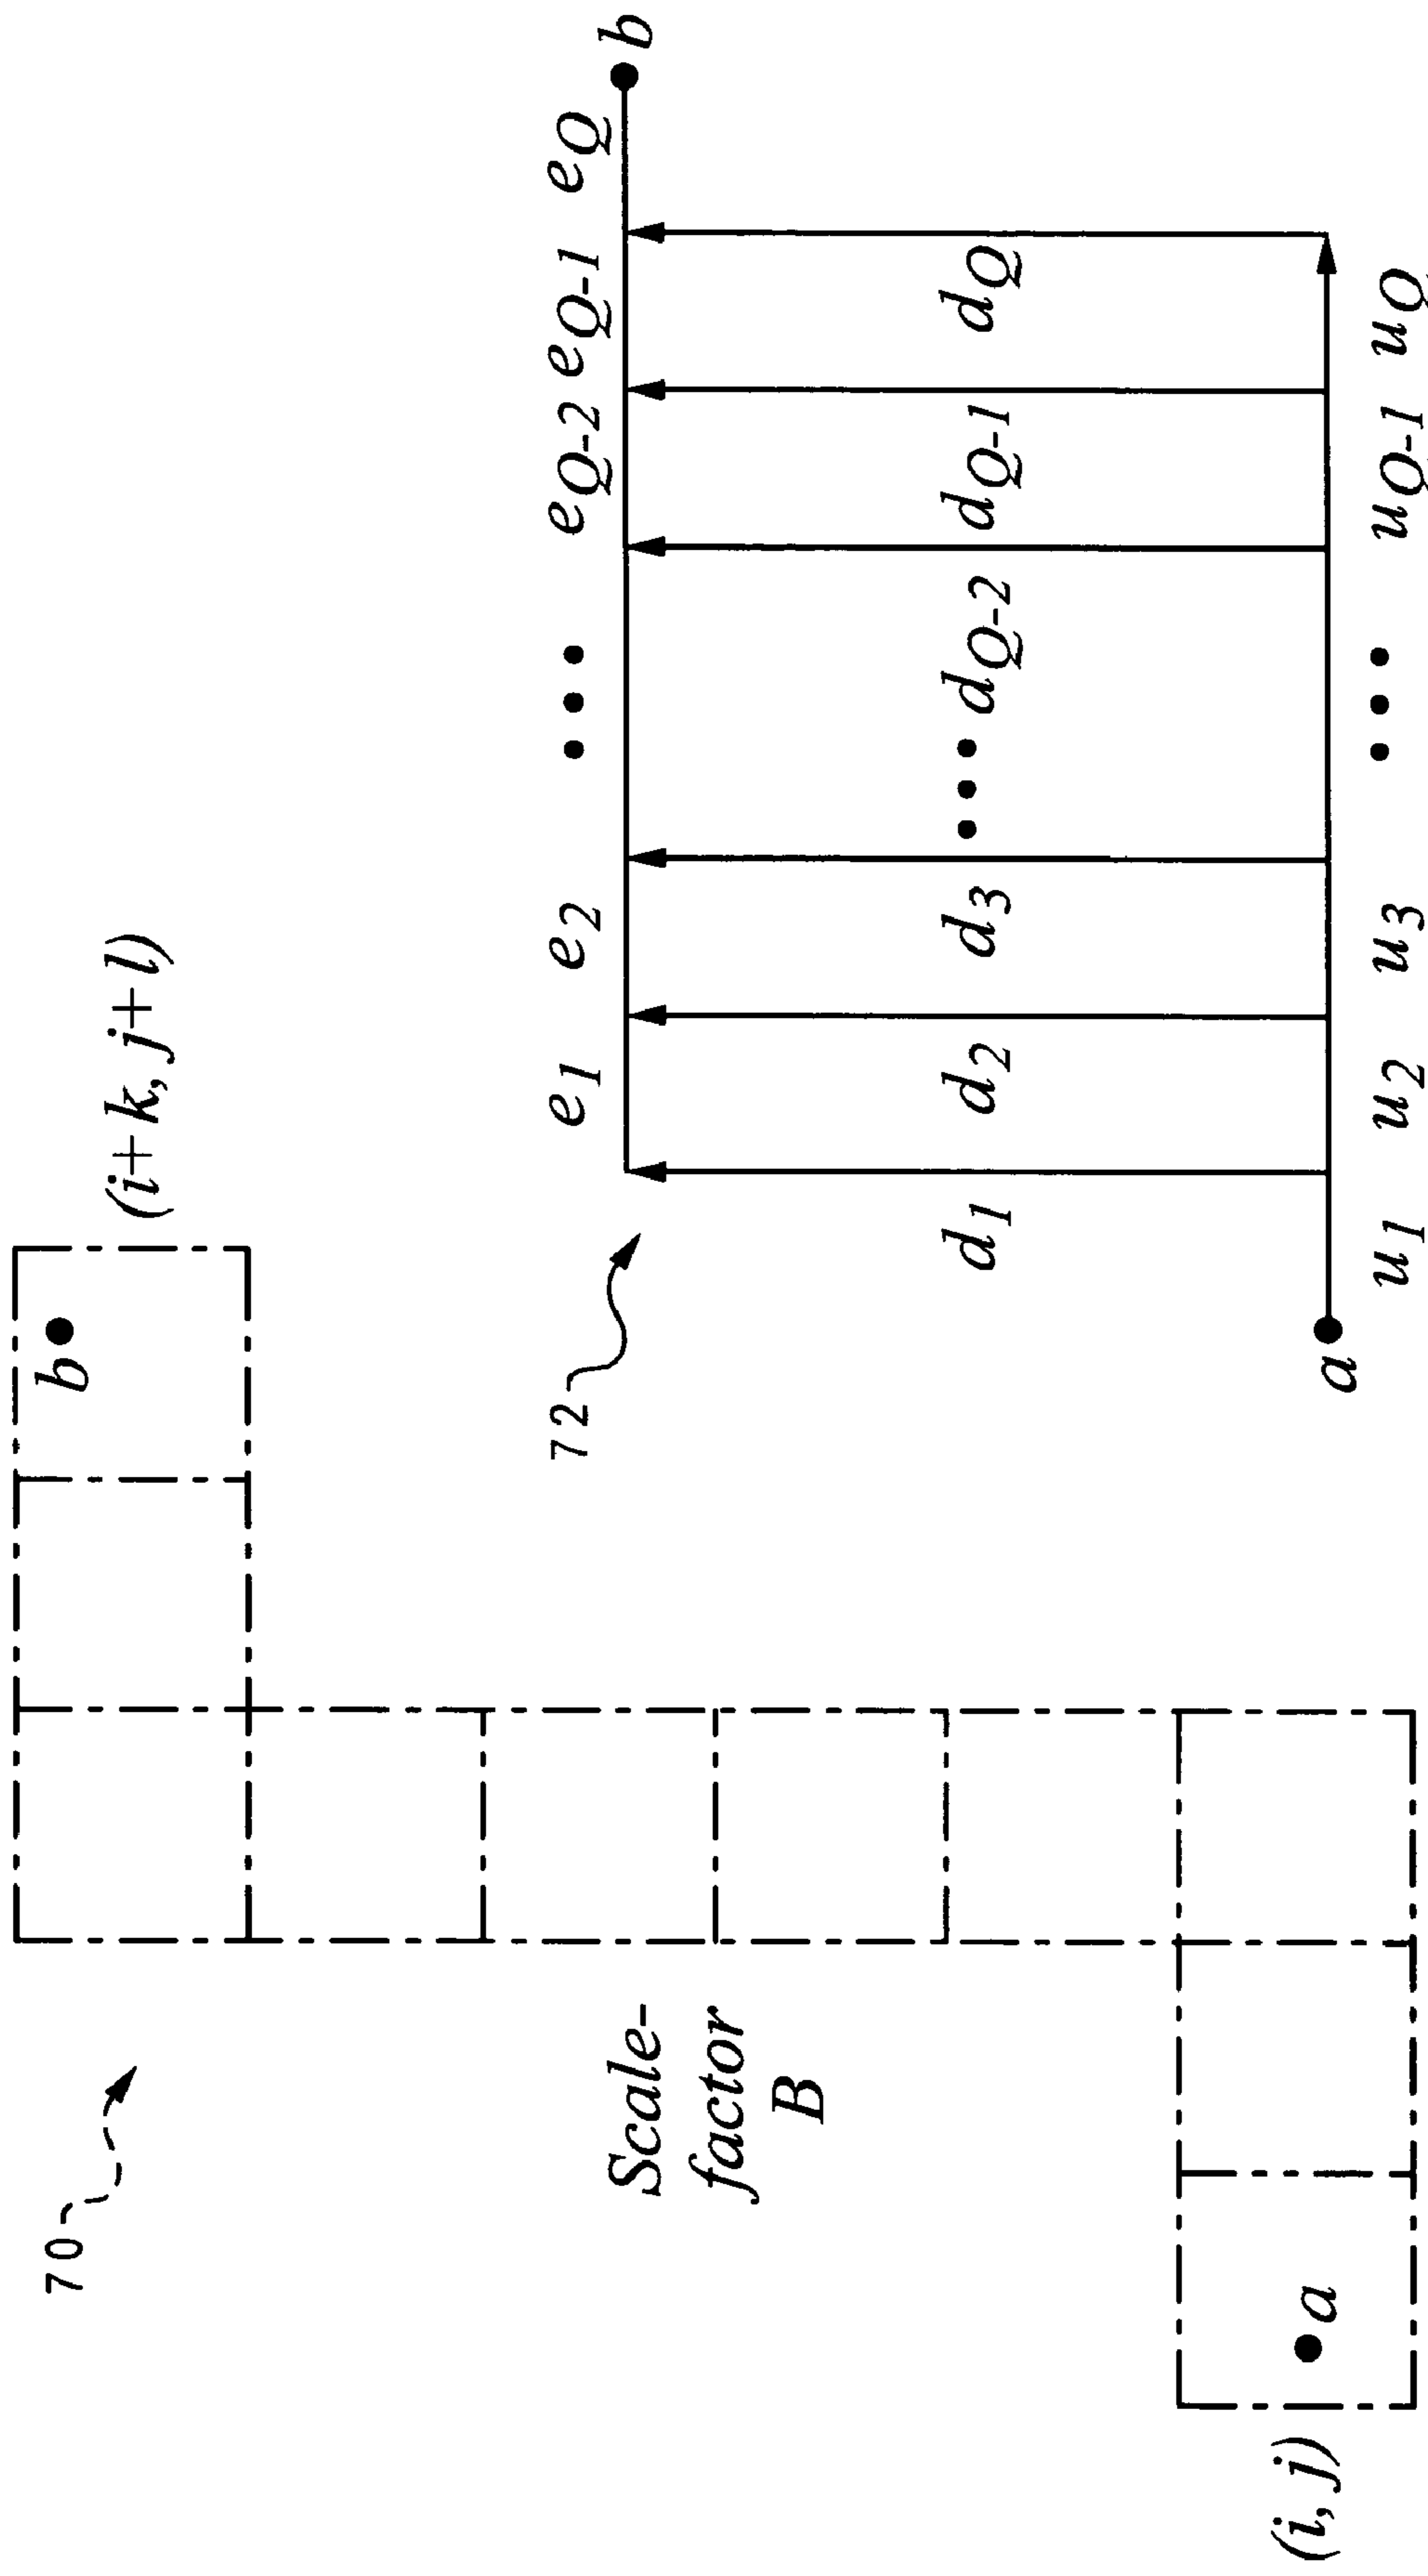 70
b
(i+k, j+l)
Scale-
factor
B
(i, j)
a
72
e1 e2 ••• eQ-2 eQ-1 eQ
b
d1 d2 d3 ••• dQ-2 dQ-1 dQ
a
u1 u2 u3 ••• uQ-1 uQ